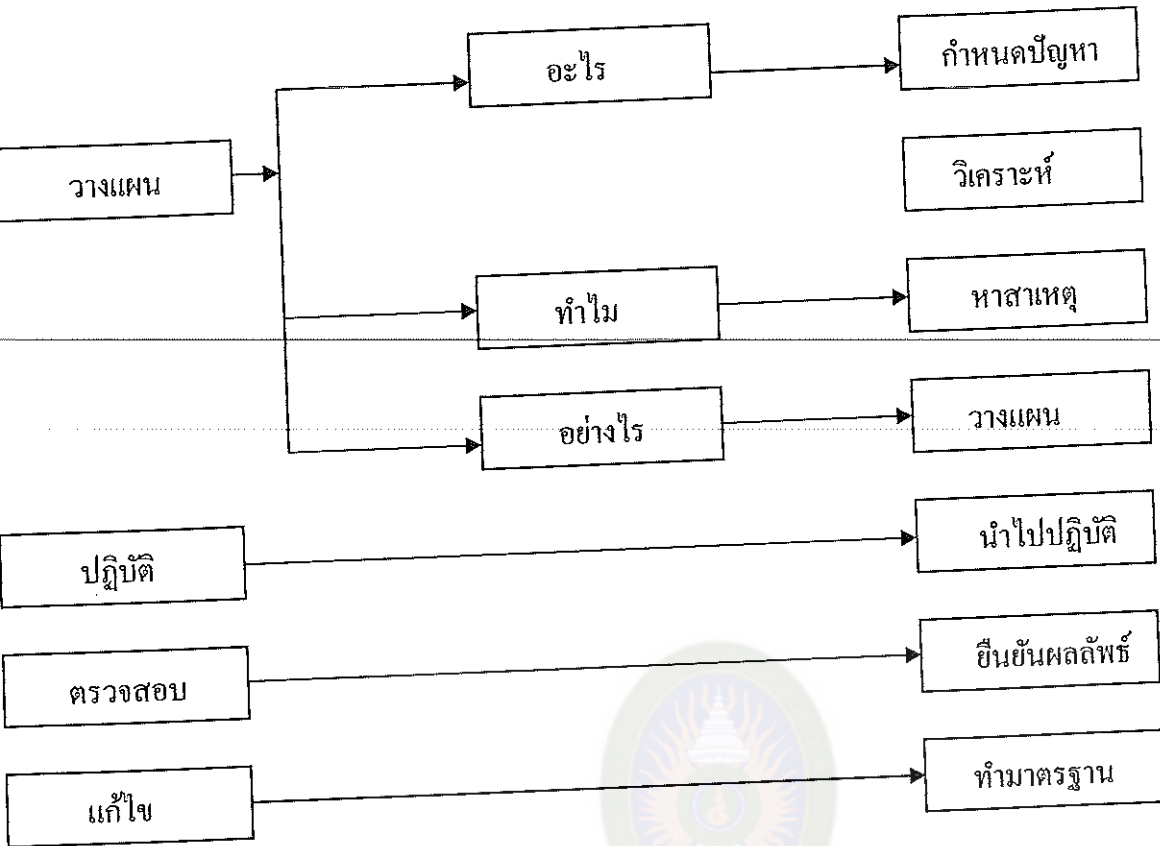 อะไร
กำหนดปัญหา
วางแผน
วิเคราะห์
ทำไม
หาสาเหตุ
อย่างไร
วางแผน
ปฏิบัติ
นำไปปฏิบัติ
ตรวจสอบ
ยืนยันผลลัพธ์
แก้ไข
ทำมาตรฐาน